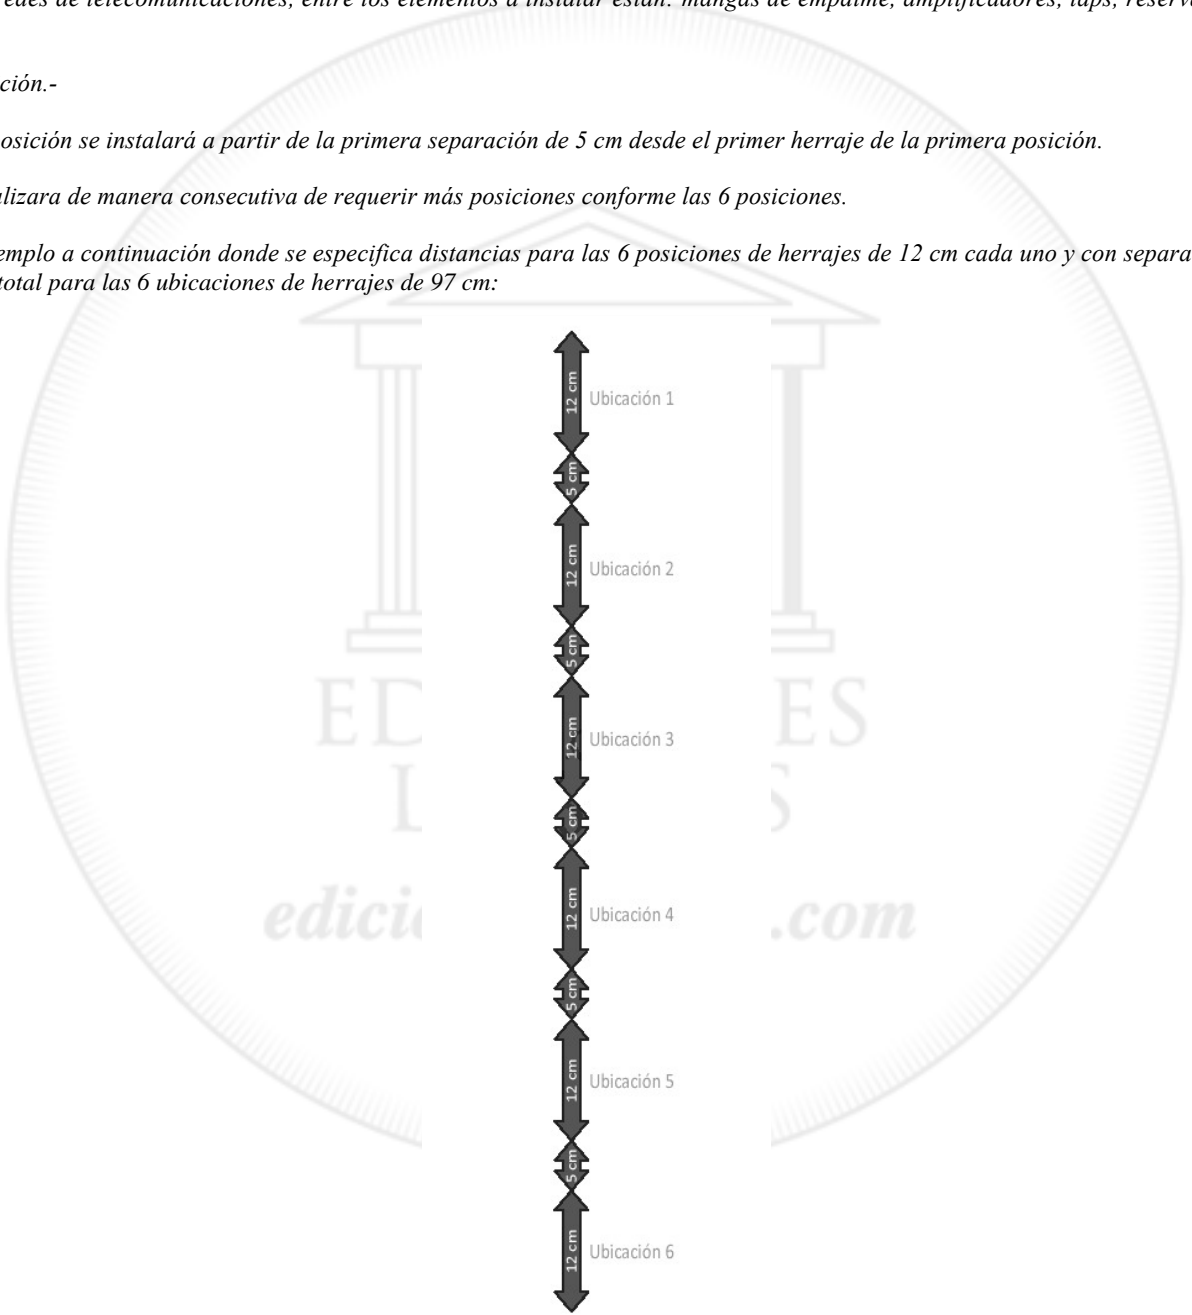 redes de telecomunicaciones, entre los elementos a instalar están: mangas de empalme, amplificadores, taps, reserv
ción.-
osición se instalará a partir de la primera separación de 5 cm desde el primer herraje de la primera posición.
alizara de manera consecutiva de requerir más posiciones conforme las 6 posiciones.
emplo a continuación donde se especifica distancias para las 6 posiciones de herrajes de 12 cm cada uno y con separa
total para las 6 ubicaciones de herrajes de 97 cm:
12 cm Ubicación 1
5 cm
12 cm Ubicación 2
5 cm
12 cm Ubicación 3
5 cm
12 cm Ubicación 4
5 cm
12 cm Ubicación 5
5 cm
12 cm Ubicación 6
ED ES
L S
edici .com